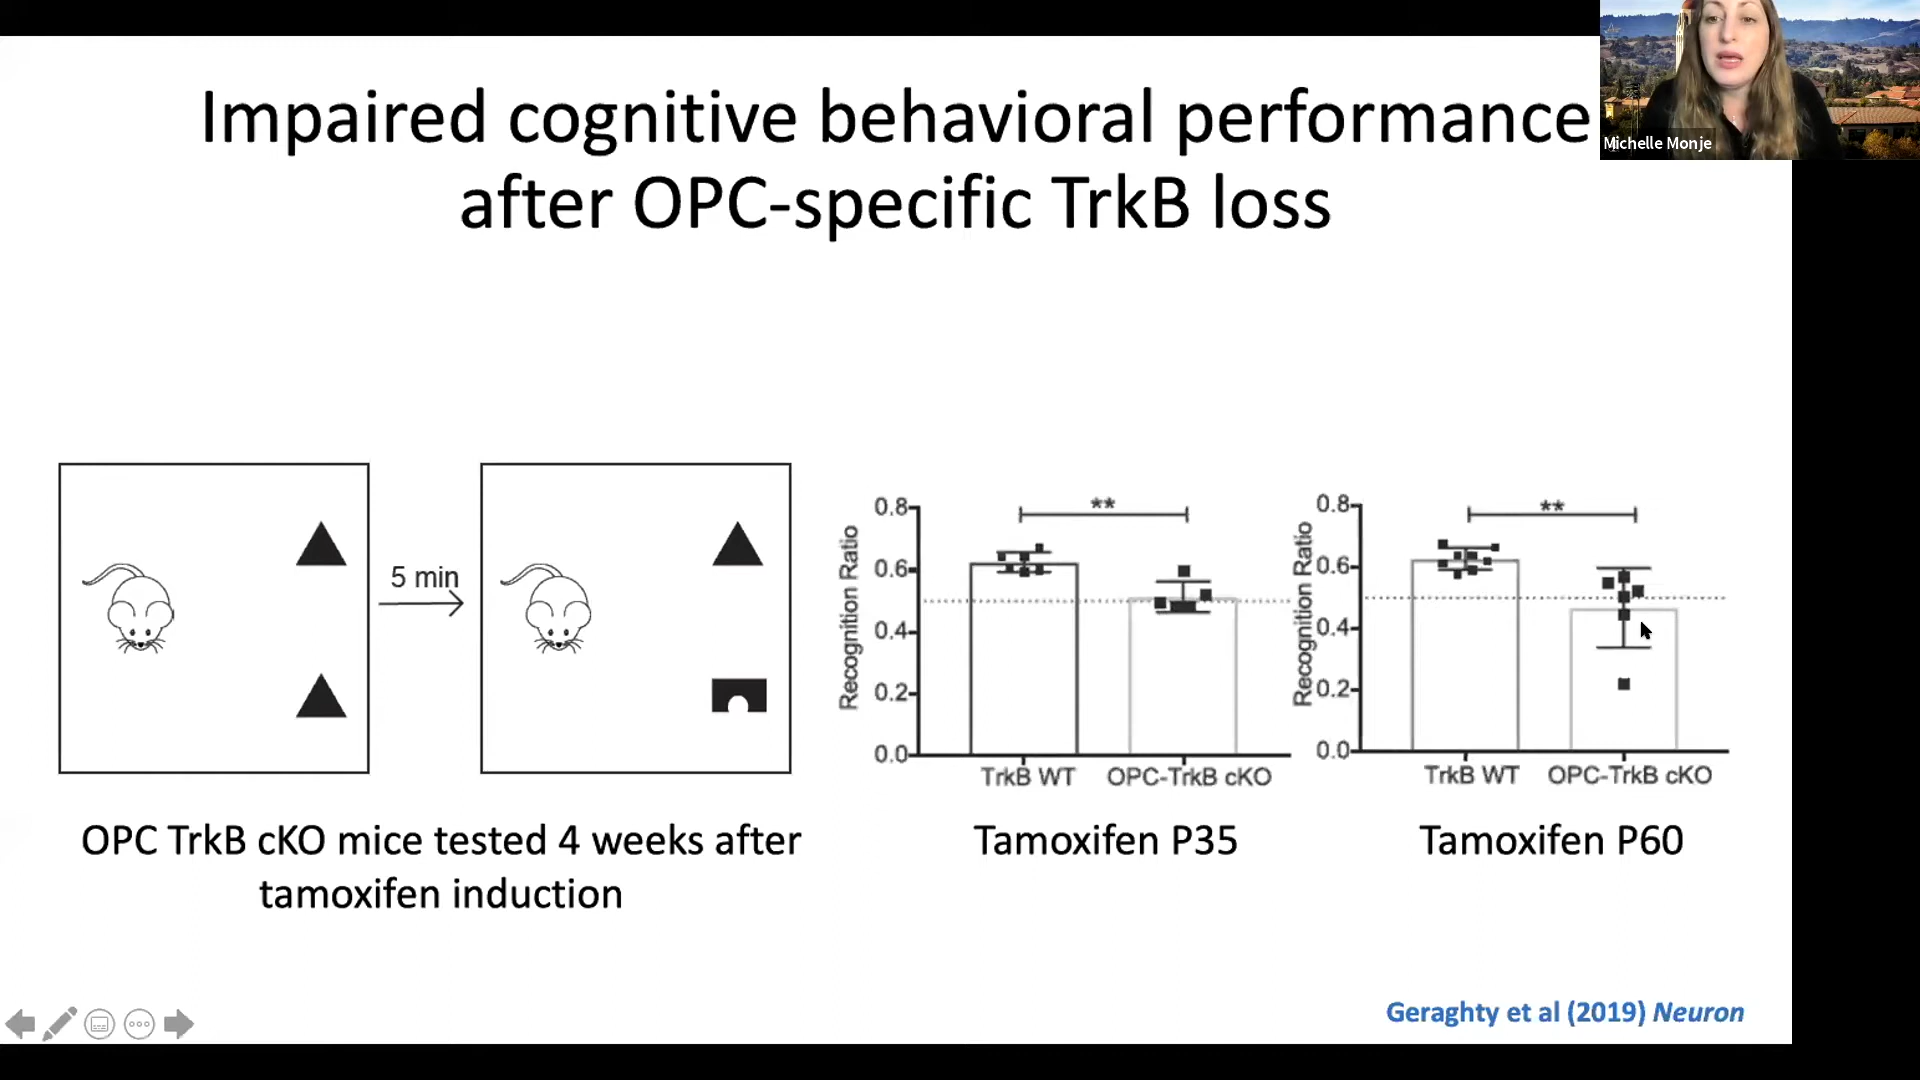 Impaired cognitive behavioral performance
after OPC-specific TrkB loss
Michelle Monje
5 min
Recognition Ratio
0.8
0.6
0.4
0.2
0.0
**
TrkB WT
OPC-TrkB cKO
Recognition Ratio
0.8
0.6
0.4
0.2
0.0
**
TrkB WT
OPC-TrkB cKO
OPC TrkB cKO mice tested 4 weeks after
tamoxifen induction
Tamoxifen P35
Tamoxifen P60
Geraghty et al (2019) Neuron